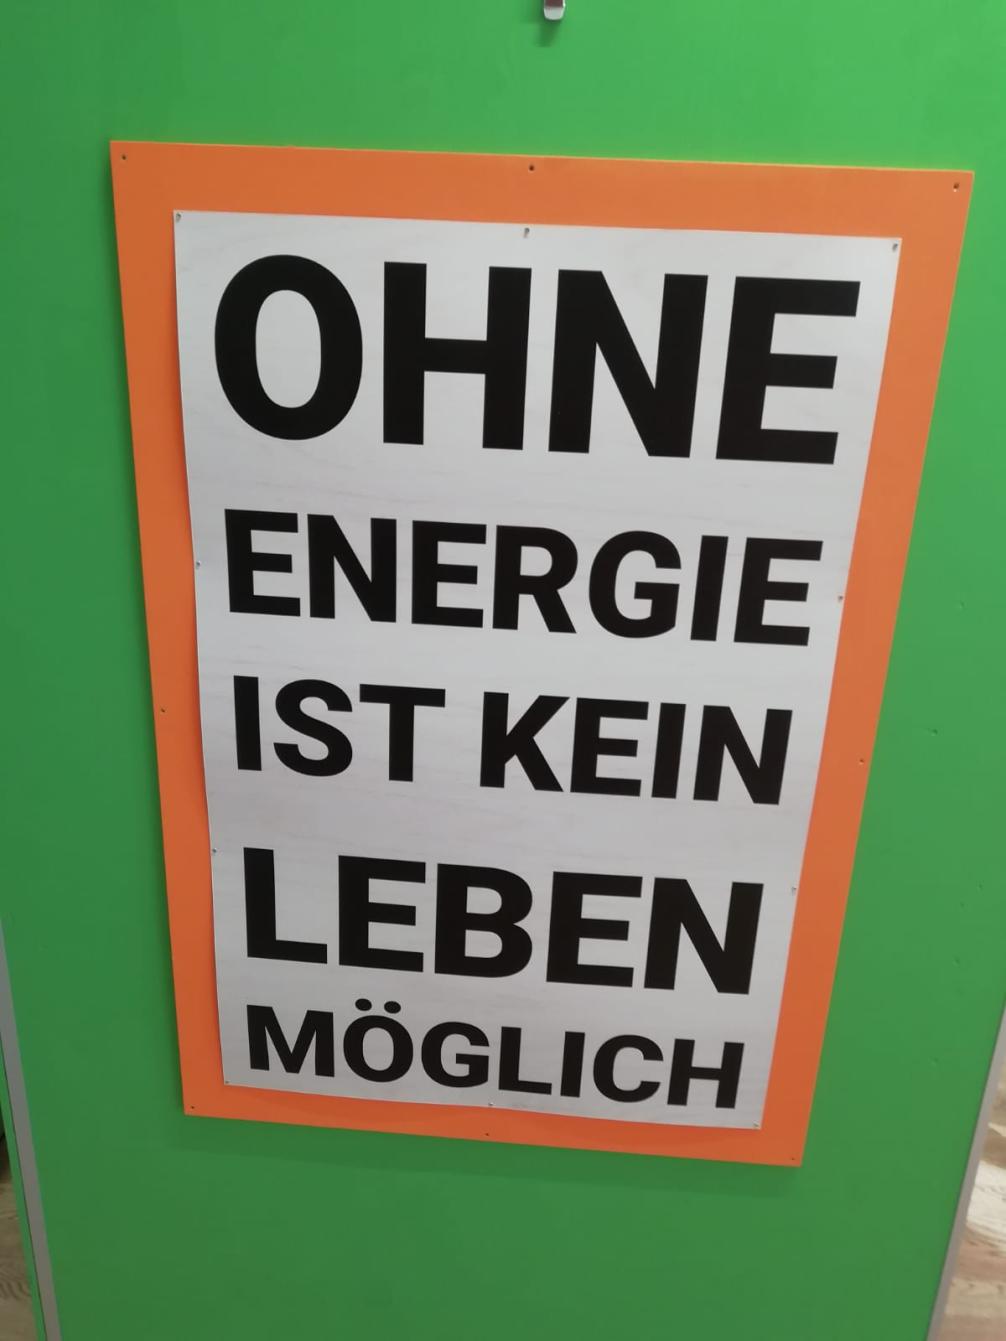 OHNE
ENERGIE
IST KEIN
LEBEN
MÖGLICH